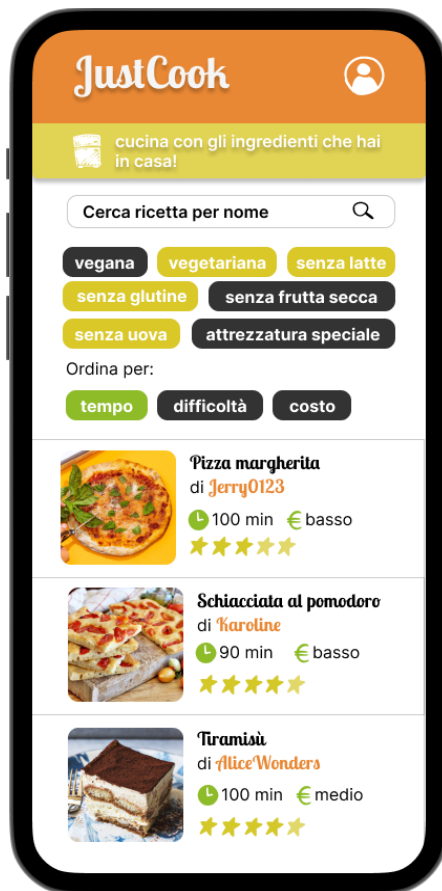 JustCook
cucina con gli ingredienti che hai
in casa!
Cerca ricetta per nome
vegana vegetariana senza latte
senza glutine senza frutta secca
senza uova attrezzatura speciale
Ordina per:
tempo difficoltà costo
Pizza margherita
di Jerry0123
100 min € basso
Schiacciata al pomodoro
di Karoline
90 min € basso
Tiramisù
di AliceWonders
100 min € medio